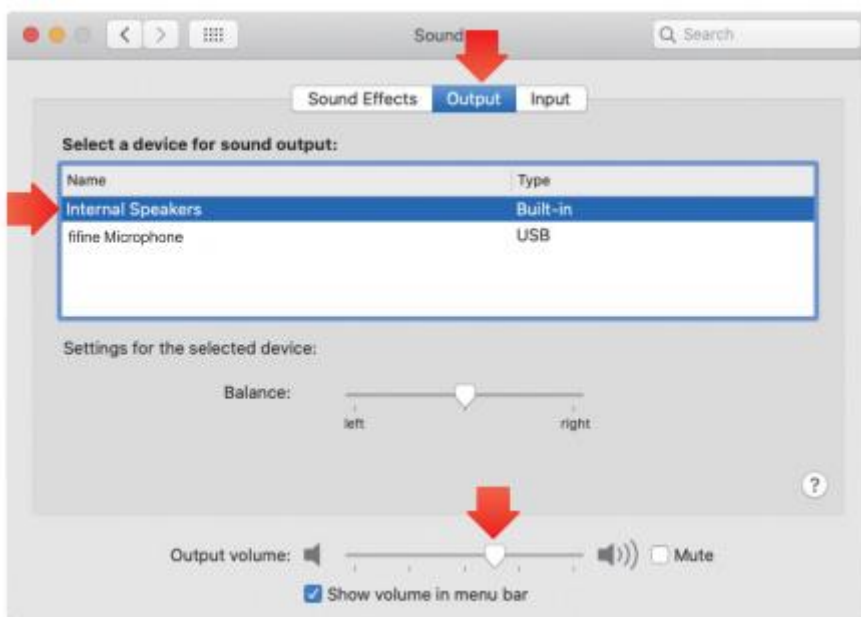 Sound
Search
Sound Effects Output Input
Select a device for sound output:
Name Type
Internal Speakers Built-in
fifine Microphone USB
Settings for the selected device:
Balance:
left right
?
Output volume: Mute
Show volume in menu bar